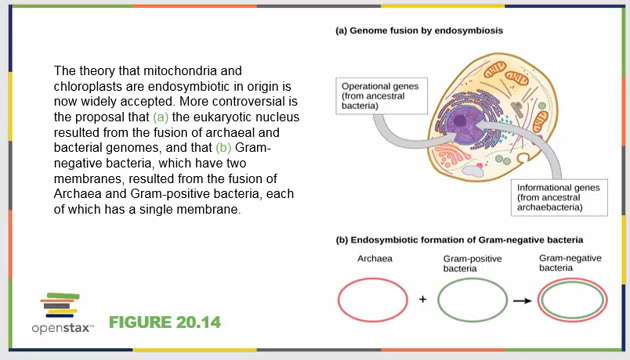 (a) Genome fusion by endosymbiosis
The theory that mitochondria and
chloroplasts are endosymbiotic in origin is
now widely accepted. More controversial is
the proposal that (a) the eukaryotic nucleus
resulted from the fusion of archaeal and
bacterial genomes, and that (b) Gram-
negative bacteria, which have two
membranes, resulted from the fusion of
Archaea and Gram-positive bacteria, each
of which has a single membrane.
Operational genes
(from ancestral
bacteria)
Informational genes
(from ancestral
archaebacteria)
(b) Endosymbiotic formation of Gram-negative bacteria
Archaea
Gram-positive
bacteria
Gram-negative
bacteria
+
openstax™
FIGURE 20.14